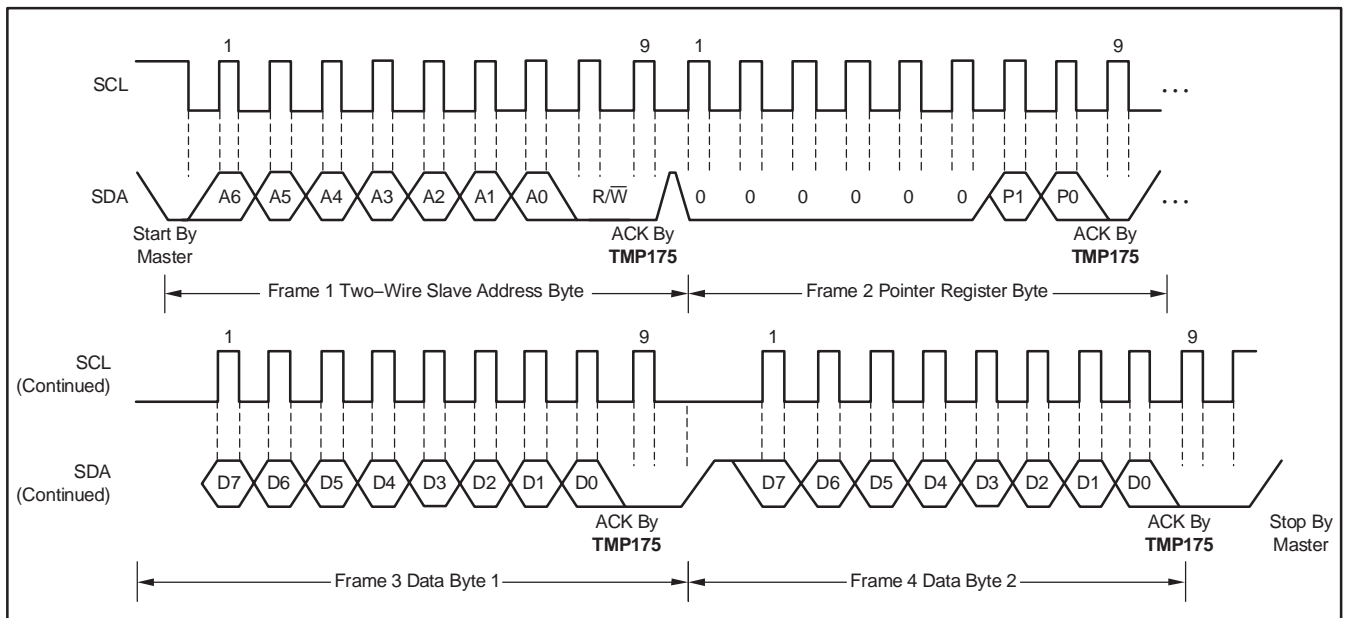 1 9 1 9
SCL ...
SDA A6 A5 A4 A3 A2 A1 A0 R/W̅ 0 0 0 0 0 0 P1 P0 ...
Start By Master
ACK By TMP175
ACK By TMP175
Frame 1 Two–Wire Slave Address Byte
Frame 2 Pointer Register Byte
1 9 1 9
SCL (Continued)
SDA (Continued) D7 D6 D5 D4 D3 D2 D1 D0 D7 D6 D5 D4 D3 D2 D1 D0
ACK By TMP175
ACK By TMP175
Stop By Master
Frame 3 Data Byte 1
Frame 4 Data Byte 2